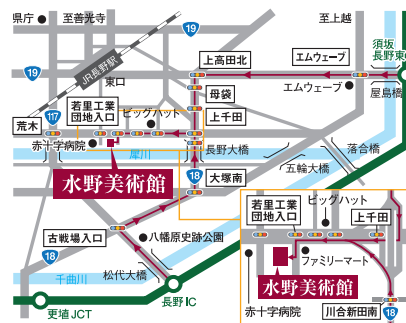 県庁
至善光寺
19
至上越
JR長野駅
上高田北
エムウェーブ
須坂
長野東
19
東口
母袋
エムウェーブ
屋島橋
117
若里工業
団地入口
ビッグハット
上千田
荒木
赤十字病院
犀川
長野大橋
落合橋
水野美術館
18
五輪大橋
大塚南
古戦場入口
八幡原史跡公園
18
千曲川
松代大橋
更埴JCT
長野IC
若里工業
団地入口
ビッグハット
上千田
ファミリーマート
水野美術館
赤十字病院
川合新田南
18